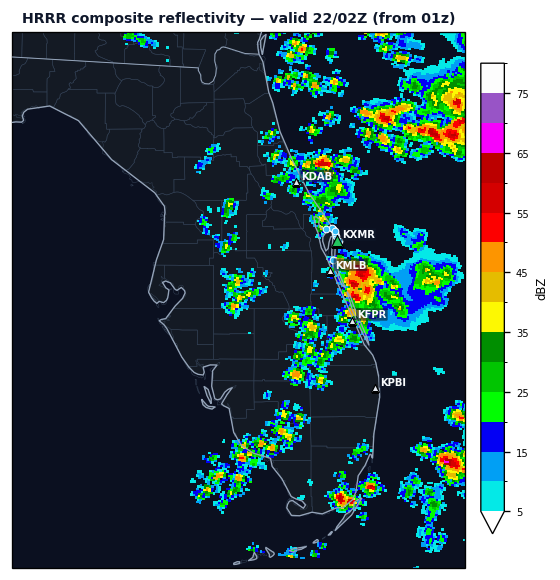 HRRR composite reflectivity — valid 22/02Z (from 01z)
KDAB
KXMR
KMLB
KFPR
KPBI
75
65
55
45
35
25
15
5
dBZ